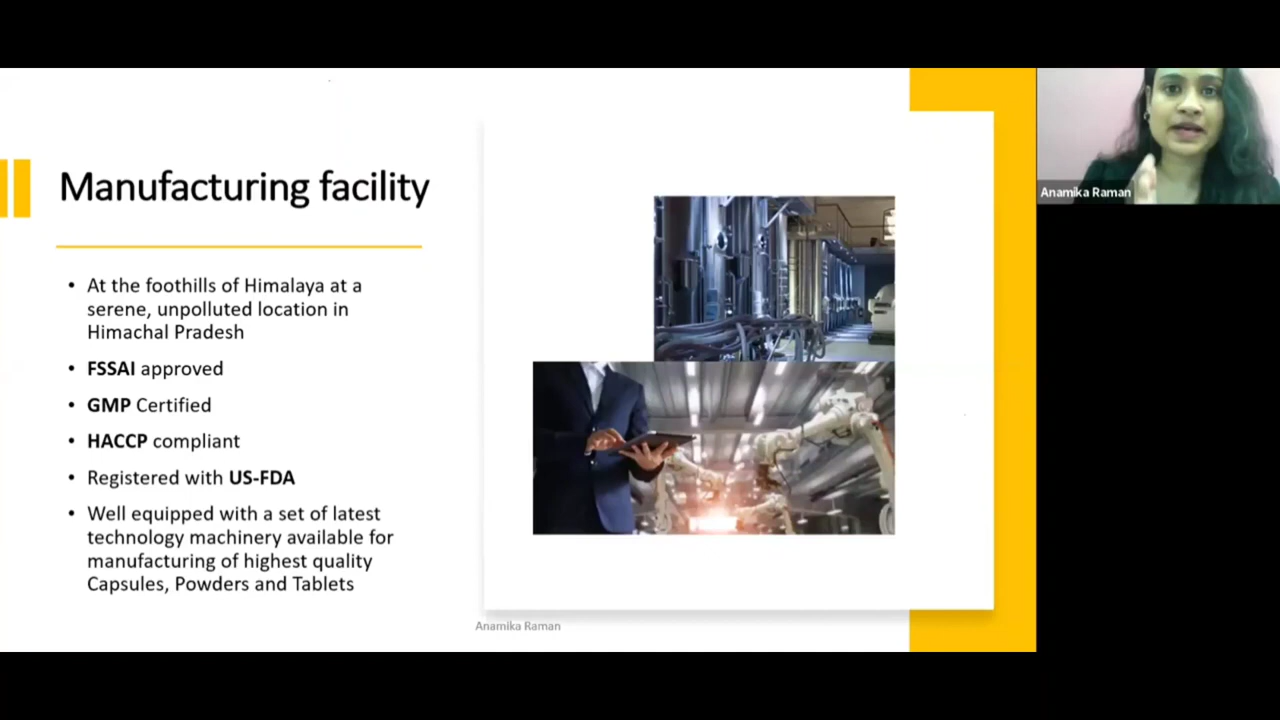 Manufacturing facility
• At the foothills of Himalaya at a
serene, unpolluted location in
Himachal Pradesh
• FSSAI approved
• GMP Certified
• HACCP compliant
• Registered with US-FDA
• Well equipped with a set of latest
technology machinery available for
manufacturing of highest quality
Capsules, Powders and Tablets
Anamika Raman
Anamika Raman